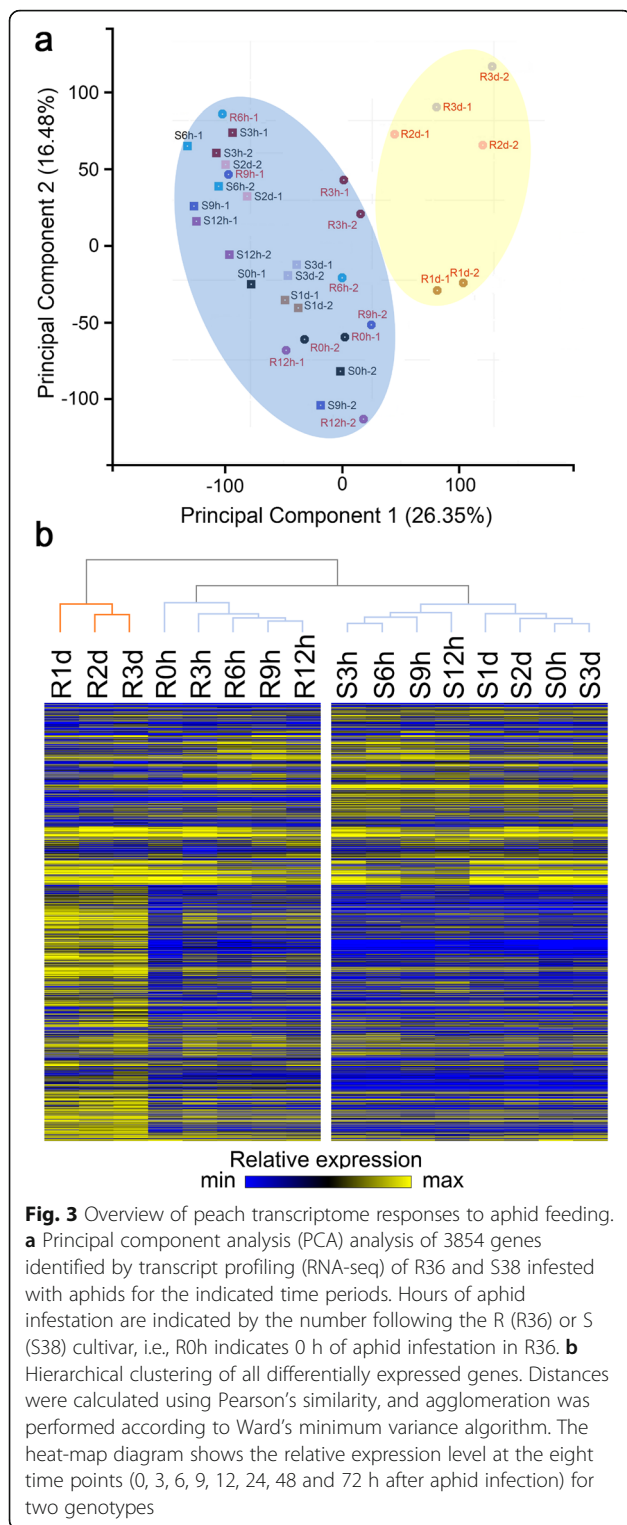 a
Principal Component 2 (16.48%)
100
50
0
-50
-100
R3d-2
R3d-1
R2d-1
R2d-2
R6h-1
S6h-1
S3h-1
S3h-2
S2d-2
R9h-1
S6h-2
S2d-1
S9h-1
S12h-1
R3h-1
R3h-2
S12h-2
S0h-1
S3d-1
S3d-2
R6h-2
R1d-1
R1d-2
S1d-1
S1d-2
R9h-2
R0h-2
R0h-1
R12h-1
S0h-2
S9h-2
R12h-2
-100
0
100
Principal Component 1 (26.35%)
b
R1d
R2d
R3d
R0h
R3h
R6h
R9h
R12h
S3h
S6h
S9h
S12h
S1d
S2d
S0h
S3d
Relative expression
min
max
Fig. 3 Overview of peach transcriptome responses to aphid feeding.
a Principal component analysis (PCA) analysis of 3854 genes
identified by transcript profiling (RNA-seq) of R36 and S38 infested
with aphids for the indicated time periods. Hours of aphid
infestation are indicated by the number following the R (R36) or S
(S38) cultivar, i.e., R0h indicates 0 h of aphid infestation in R36. b
Hierarchical clustering of all differentially expressed genes. Distances
were calculated using Pearson's similarity, and agglomeration was
performed according to Ward's minimum variance algorithm. The
heat-map diagram shows the relative expression level at the eight
time points (0, 3, 6, 9, 12, 24, 48 and 72 h after aphid infection) for
two genotypes